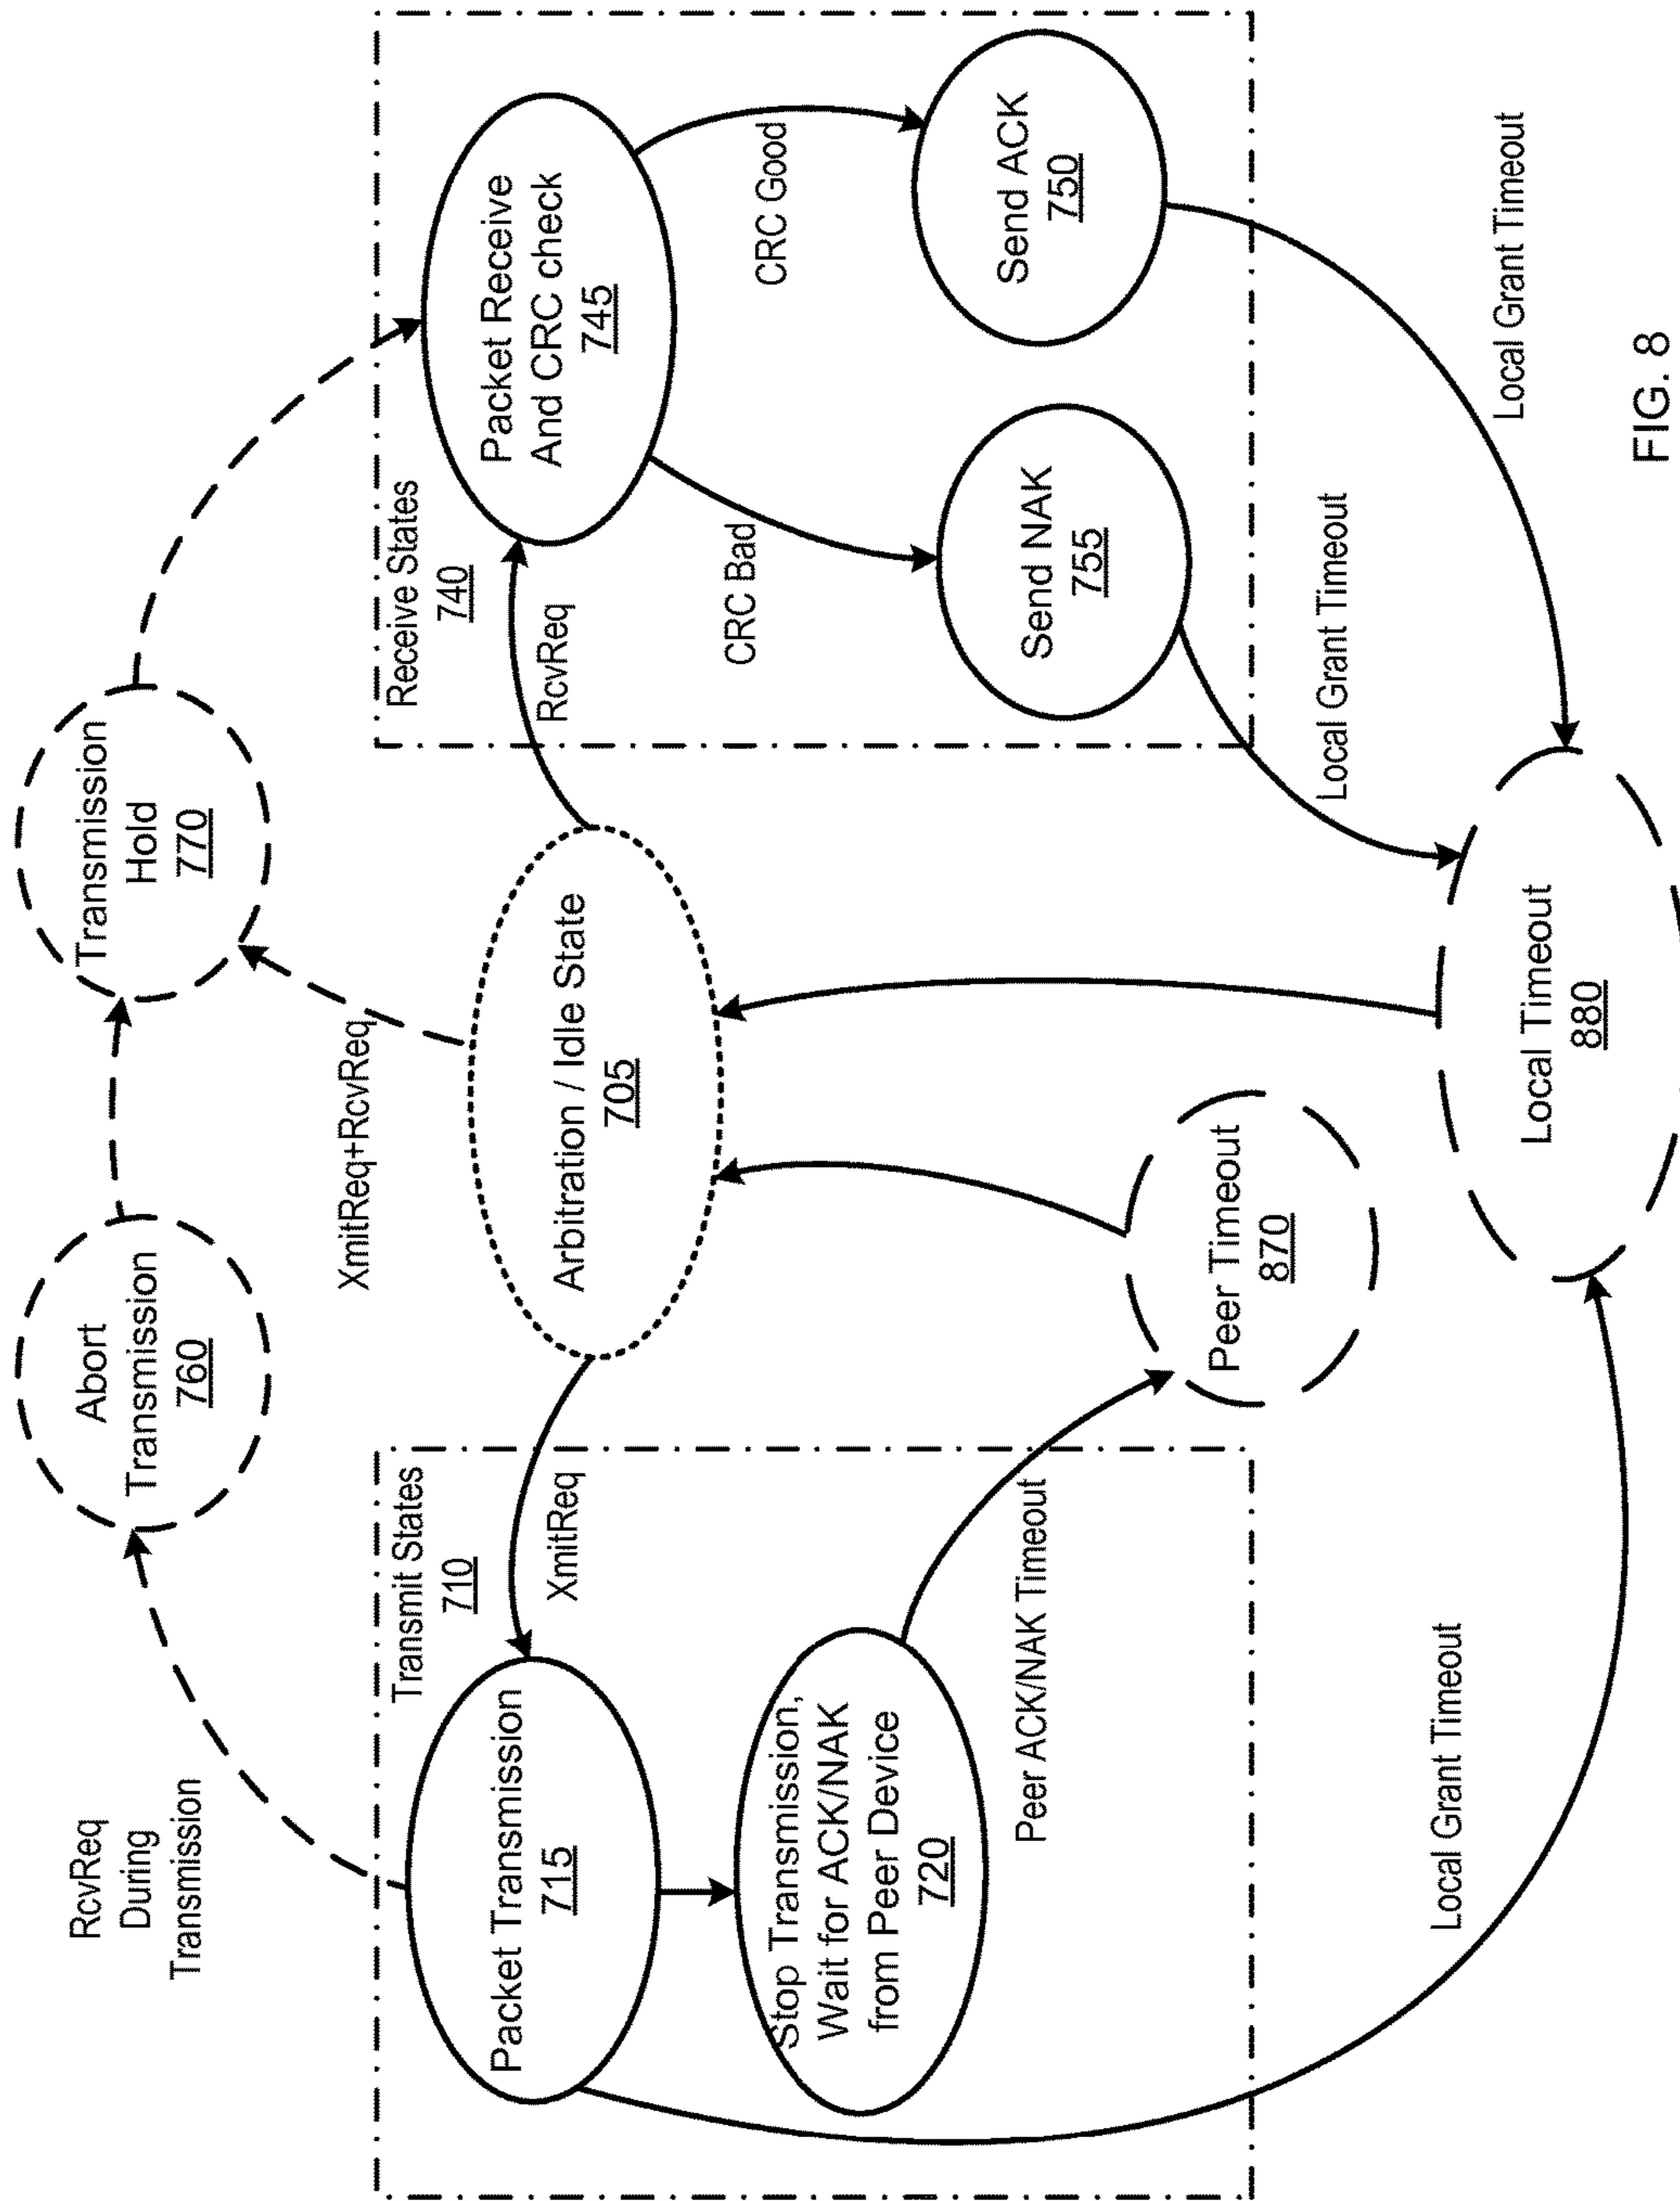 RcvReq
During
Transmission
Abort
Transmission
760
Transmission
Hold
770
XmitReq+RcvReq
Transmit States
710
Receive States
740
Packet Transmission
715
XmitReq
Arbitration / Idle State
705
RcvReq
Packet Receive
And CRC check
745
Stop Transmission,
Wait for ACK/NAK
from Peer Device
720
CRC Bad
CRC Good
Send NAK
755
Send ACK
750
Peer ACK/NAK Timeout
Peer Timeout
870
Local Grant Timeout
Local Grant Timeout
Local Grant Timeout
Local Timeout
880
FIG. 8